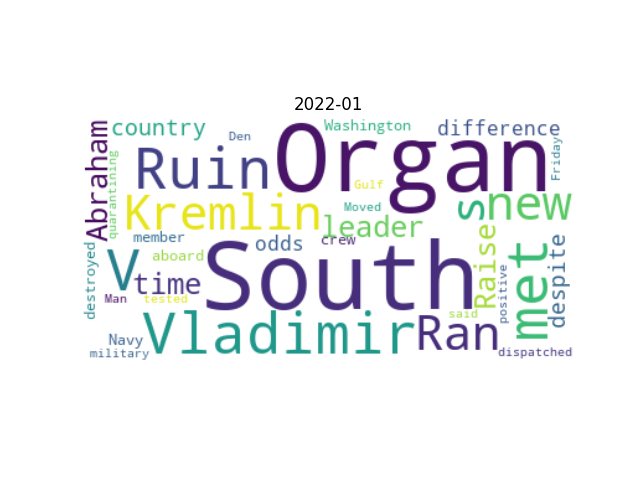 2022-01
country
Den
Washington
difference
Friday
Abraham
quarantining
Ruin
Organ
Gulf
Kremlin
Moved
s
new
member
leader
odds
crew
V
time
aboard
South
Raise
met
despite
destroyed
Man
tested
positive
said
Navy
Vladimir
Ran
military
dispatched